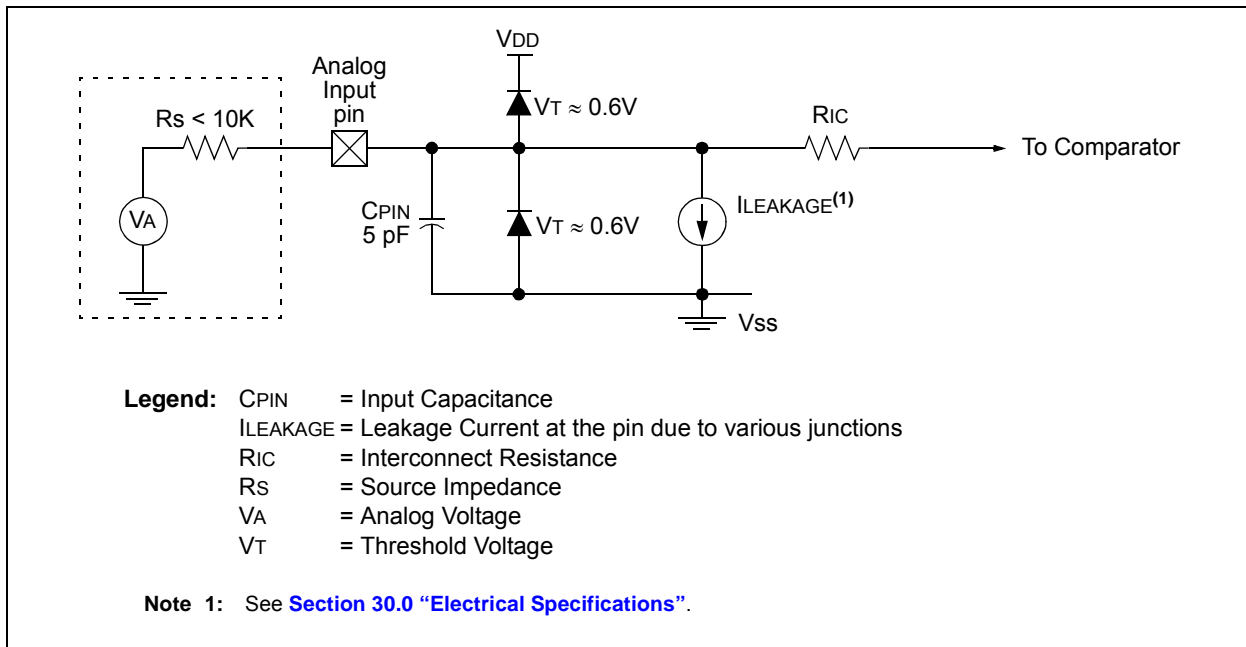 VDD
Analog
Input
pin
Rs < 10K
VT ≈ 0.6V
RIC
To Comparator
VA
CPIN
5 pF
VT ≈ 0.6V
ILEAKAGE(1)
Vss
Legend: CPIN = Input Capacitance
ILEAKAGE = Leakage Current at the pin due to various junctions
RIC = Interconnect Resistance
RS = Source Impedance
VA = Analog Voltage
VT = Threshold Voltage
Note 1: See Section 30.0 “Electrical Specifications”.